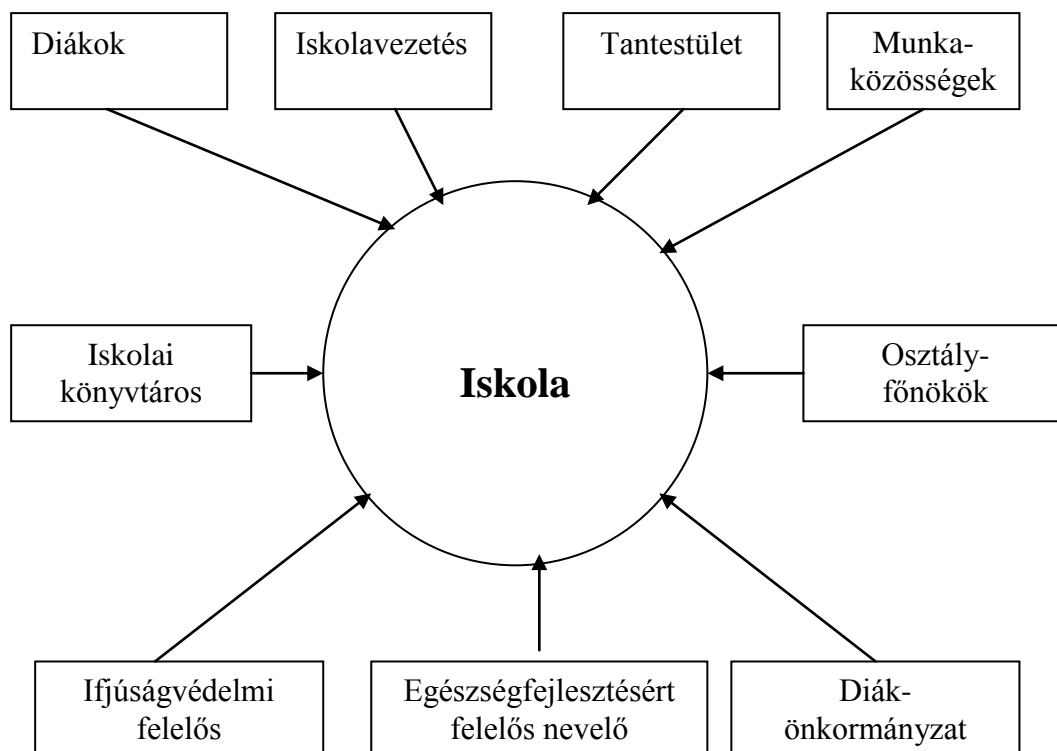 Diákok
Iskolavezetés
Tantestület
Munka-
közösségek
Iskolai
könyvtáros
Iskola
Osztály-
főnökök
Ifjúságvédelmi
felelős
Egészségfejlesztésért
felelős nevelő
Diák-
önkormányzat